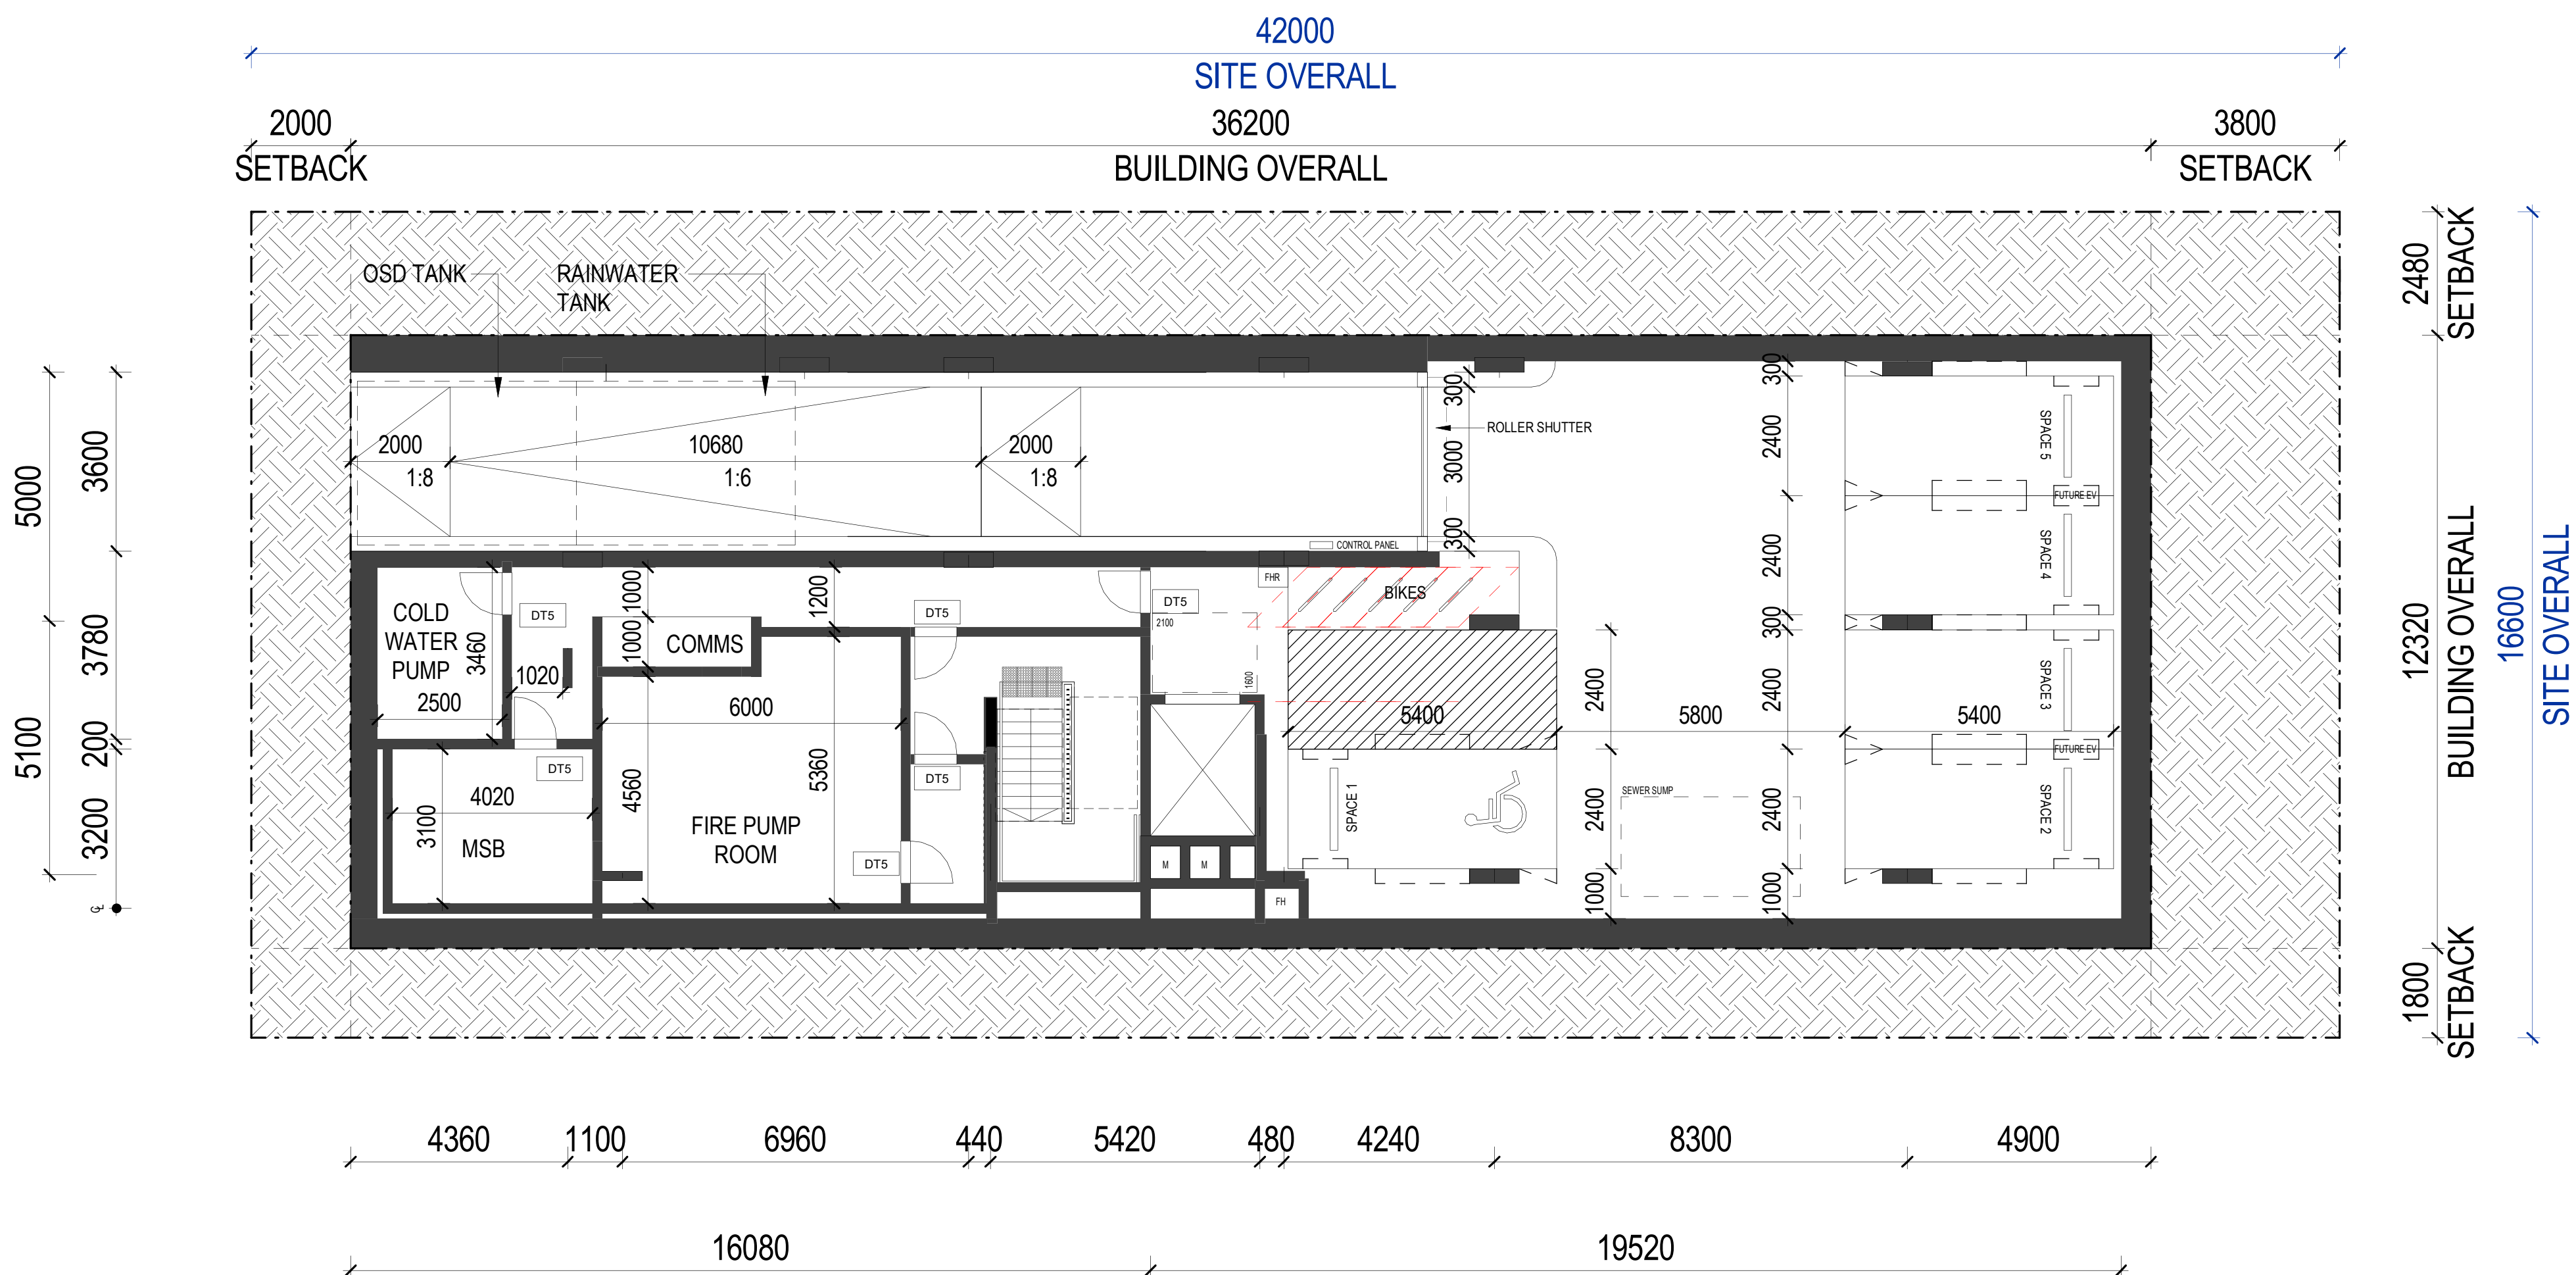 42000
SITE OVERALL
2000
36200
3800
SETBACK
BUILDING OVERALL
SETBACK
2480
SETBACK
12320
BUILDING OVERALL
1800
SETBACK
16600
SITE OVERALL
5000
5100
3600
3780
200
3200
℄
OSD TANK
RAINWATER
TANK
2000
1:8
10680
1:6
2000
1:8
300
3000
300
ROLLER SHUTTER
CONTROL PANEL
COLD
WATER
PUMP
3460
2500
DT5
1020
1000
1000
COMMS
1200
DT5
DT5
2100
1600
FHR
BIKES
DT5
4020
3100
MSB
6000
4560
5360
FIRE PUMP
ROOM
DT5
DT5
M
M
FH
5400
5800
5400
SPACE 1
2400
2400
1000
SEWER SUMP
300
2400
2400
300
2400
2400
1000
SPACE 5
FUTURE EV
SPACE 4
SPACE 3
FUTURE EV
SPACE 2
4360
1100
6960
440
5420
480
4240
8300
4900
16080
19520